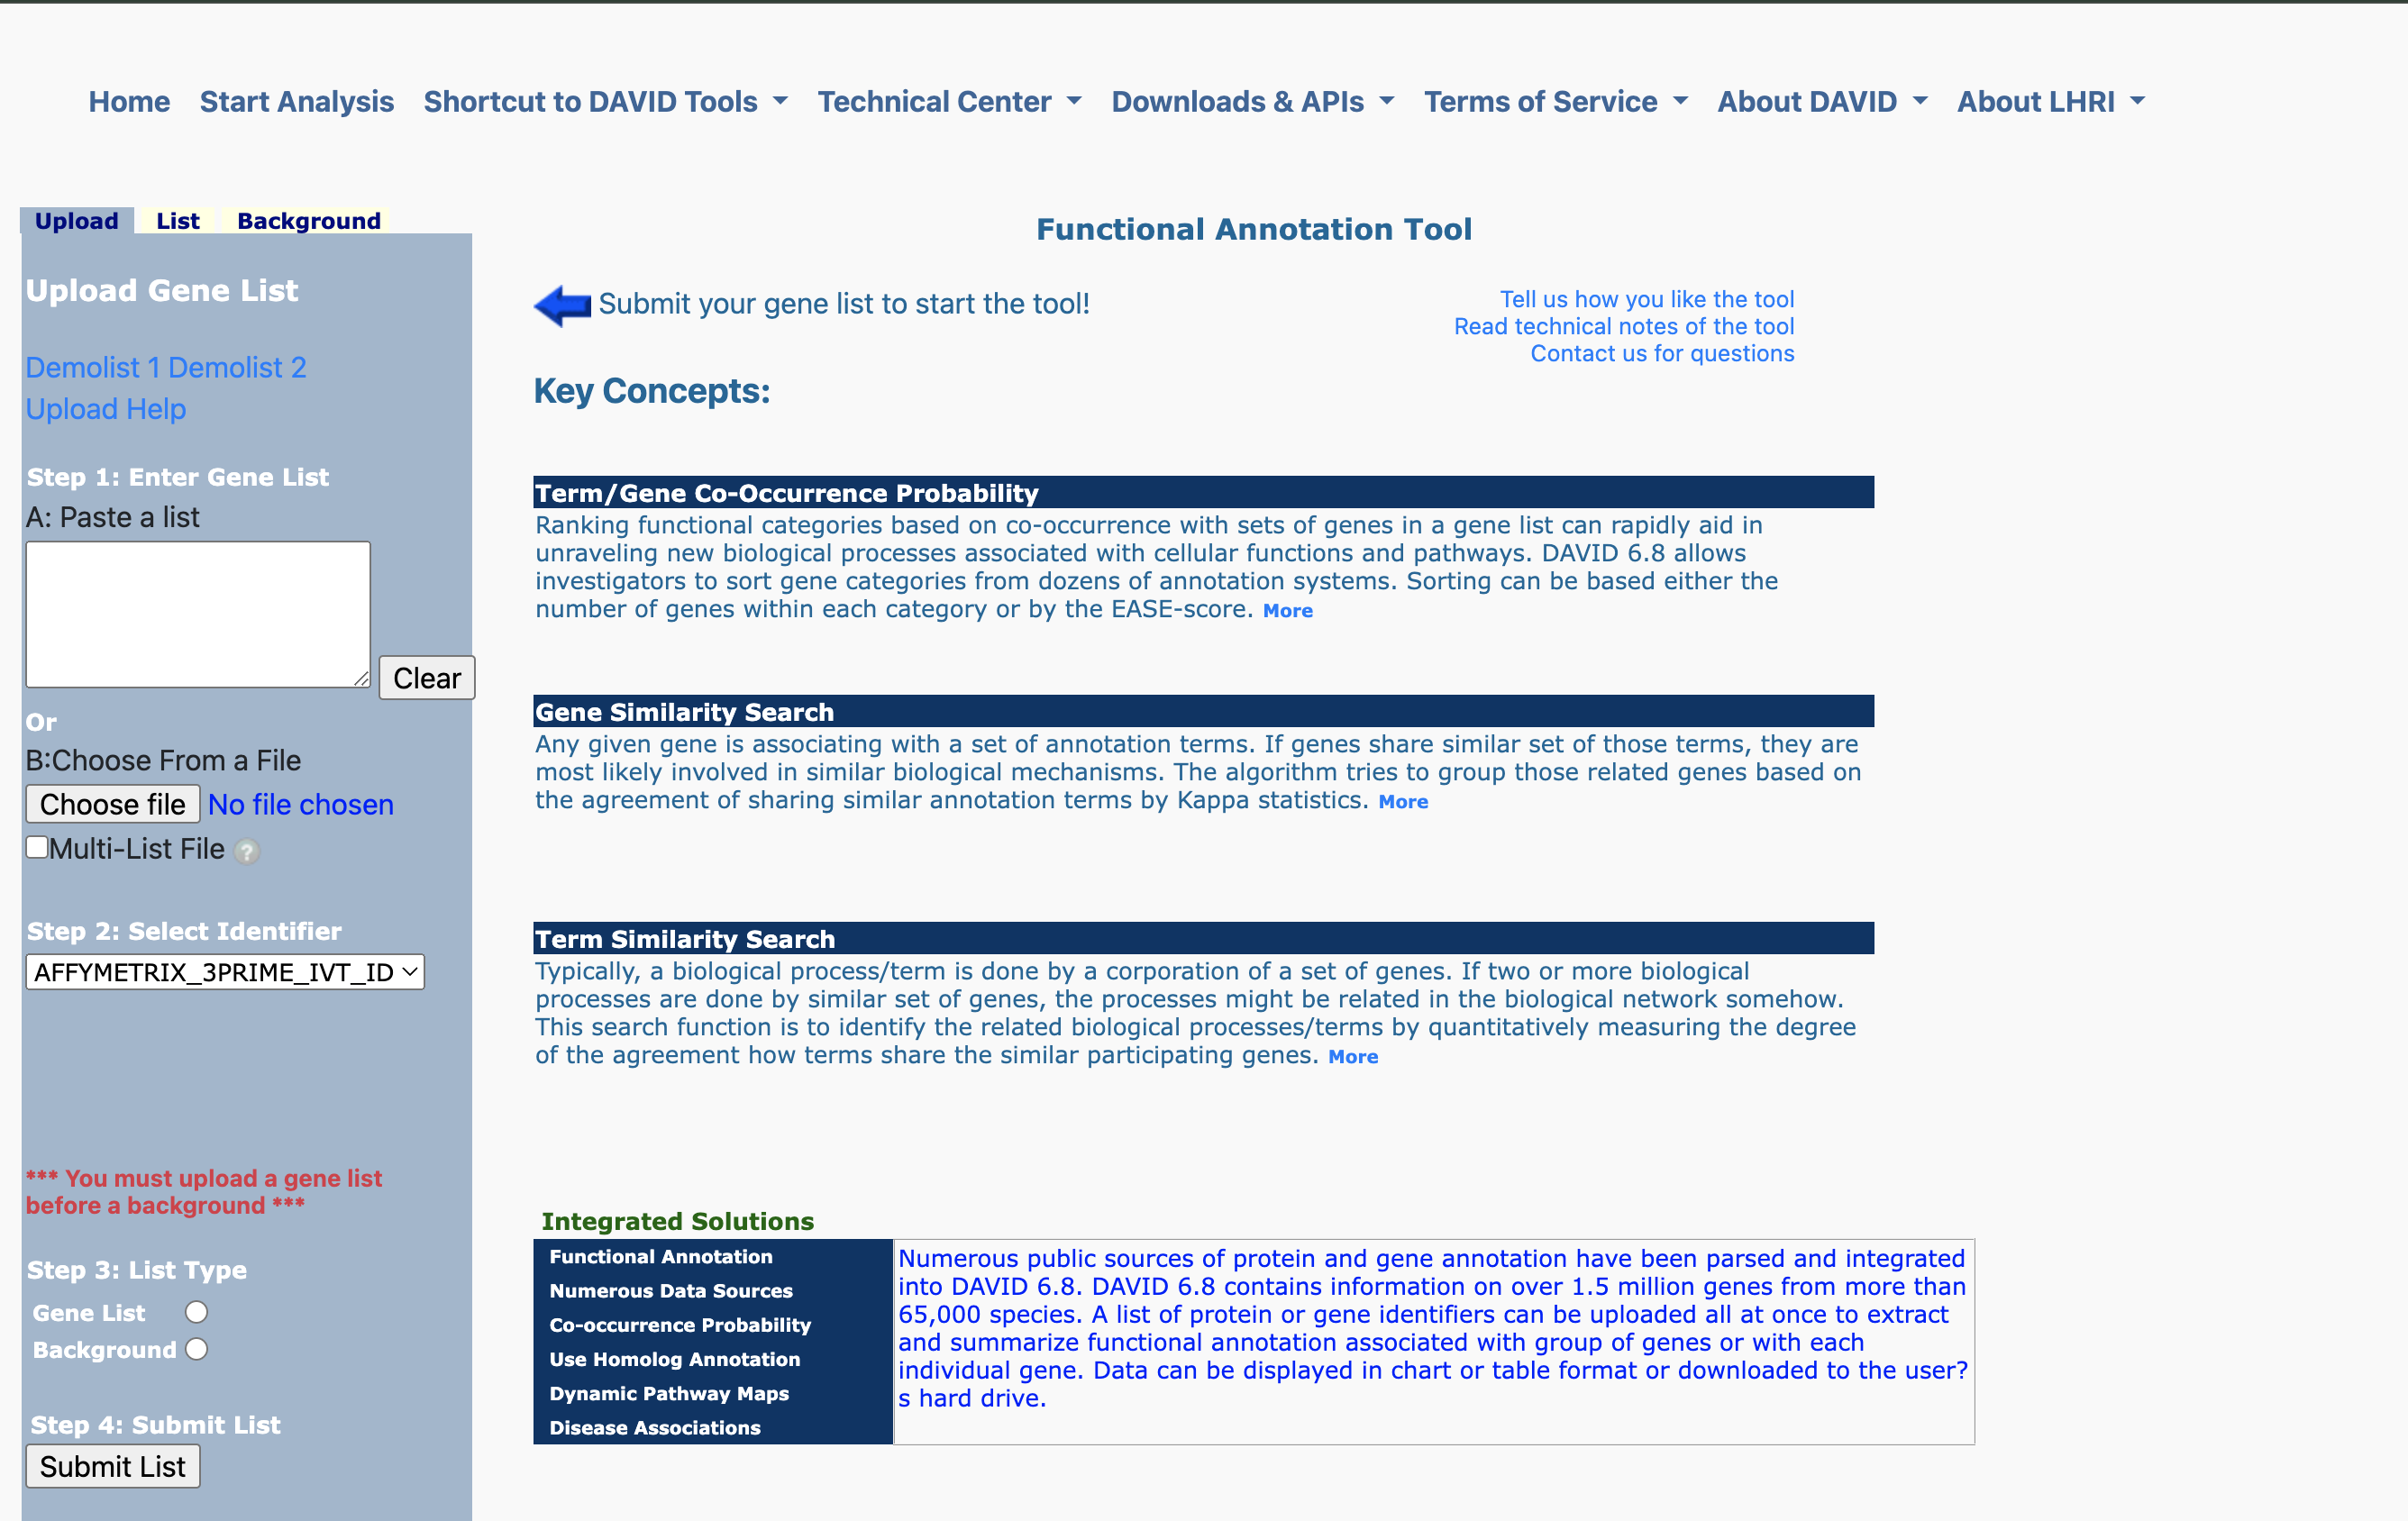 Home Start Analysis Shortcut to DAVID Tools Technical Center Downloads & APIs Terms of Service About DAVID About LHRI
Upload List Background
Upload Gene List
Demolist 1 Demolist 2
Upload Help
Step 1: Enter Gene List
A: Paste a list
Clear
Or
B:Choose From a File
Choose file No file chosen
Multi-List File ?
Step 2: Select Identifier
AFFYMETRIX_3PRIME_IVT_ID
*** You must upload a gene list
before a background ***
Step 3: List Type
Gene List
Background
Step 4: Submit List
Submit List
Functional Annotation Tool
Submit your gene list to start the tool!
Tell us how you like the tool
Read technical notes of the tool
Contact us for questions
Key Concepts:
Term/Gene Co-Occurrence Probability
Ranking functional categories based on co-occurrence with sets of genes in a gene list can rapidly aid in
unraveling new biological processes associated with cellular functions and pathways. DAVID 6.8 allows
investigators to sort gene categories from dozens of annotation systems. Sorting can be based either the
number of genes within each category or by the EASE-score. More
Gene Similarity Search
Any given gene is associating with a set of annotation terms. If genes share similar set of those terms, they are
most likely involved in similar biological mechanisms. The algorithm tries to group those related genes based on
the agreement of sharing similar annotation terms by Kappa statistics. More
Term Similarity Search
Typically, a biological process/term is done by a corporation of a set of genes. If two or more biological
processes are done by similar set of genes, the processes might be related in the biological network somehow.
This search function is to identify the related biological processes/terms by quantitatively measuring the degree
of the agreement how terms share the similar participating genes. More
Integrated Solutions
Functional Annotation
Numerous Data Sources
Co-occurrence Probability
Use Homolog Annotation
Dynamic Pathway Maps
Disease Associations
Numerous public sources of protein and gene annotation have been parsed and integrated
into DAVID 6.8. DAVID 6.8 contains information on over 1.5 million genes from more than
65,000 species. A list of protein or gene identifiers can be uploaded all at once to extract
and summarize functional annotation associated with group of genes or with each
individual gene. Data can be displayed in chart or table format or downloaded to the user?
s hard drive.